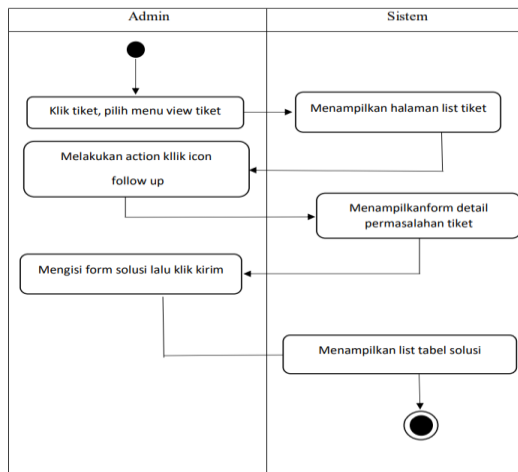 Admin
Sistem
Klik tiket, pilih menu view tiket
Menampilkan halaman list tiket
Melakukan action kllik icon
follow up
Menampilkanform detail
permasalahan tiket
Mengisi form solusi lalu klik kirim
Menampilkan list tabel solusi